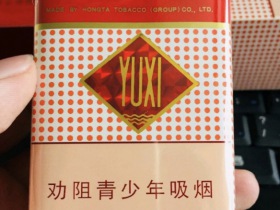 MADE BY HONGTA TOBACCO (GROUP) CO., LTD.
YUXI
劝阻青少年吸烟